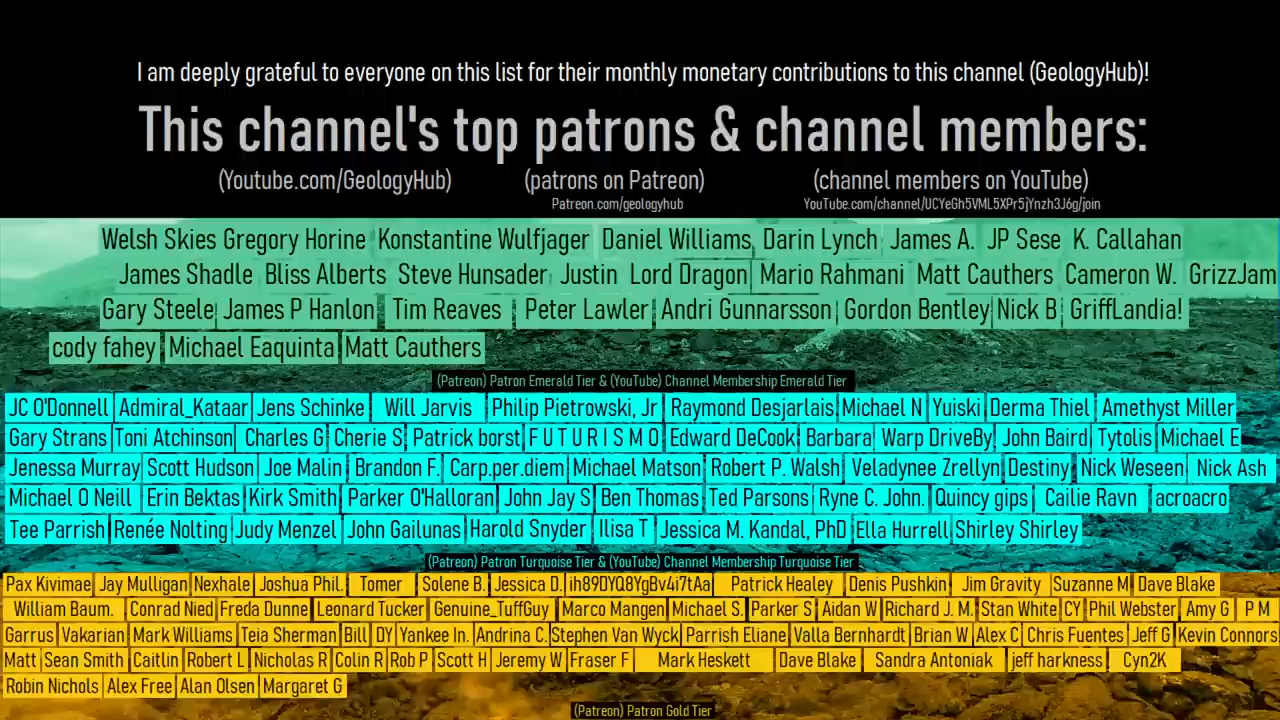 I am deeply grateful to everyone on this list for their monthly monetary contributions to this channel (GeologyHub)!
This channel's top patrons & channel members:
(Youtube.com/GeologyHub) (patrons on Patreon) (channel members on YouTube)
Patreon.com/geologyhub YouTube.com/channel/UCYeGh5VML5XPr5jYnzh3J6g/join
Welsh Skies Gregory Horine Konstantine Wulfjager Daniel Williams Darin Lynch James A. JP Sese K. Callahan
James Shadle Bliss Alberts Steve Hunsader Justin Lord Dragon Mario Rahmani Matt Cauthers Cameron W. GrizzJam
Gary Steele James P Hanlon Tim Reaves Peter Lawler Andri Gunnarsson Gordon Bentley Nick B GriffLandia!
cody fahey Michael Eaquinta Matt Cauthers
(Patreon) Patron Emerald Tier & (YouTube) Channel Membership Emerald Tier
JC O'Donnell Admiral_Kataar Jens Schinke Will Jarvis Philip Pietrowski, Jr Raymond Desjarlais Michael N Yuiski Derma Thiel Amethyst Miller
Gary Strans Toni Atchinson Charles G Cherie S Patrick borst F U T U R I S M O Edward DeCook Barbara Warp DriveBy John Baird Tytolis Michael E
Jenessa Murray Scott Hudson Joe Malin Brandon F. Carp.per.diem Michael Matson Robert P. Walsh Veladynee Zrellyn Destiny Nick Weseen Nick Ash
Michael O Neill Erin Bektas Kirk Smith Parker O'Halloran John Jay S Ben Thomas Ted Parsons Ryne C. John. Quincy gips Cailie Ravn acroacro
Tee Parrish Renée Nolting Judy Menzel John Gailunas Harold Snyder Ilisa T Jessica M. Kandal, PhD Ella Hurrell Shirley Shirley
(Patreon) Patron Turquoise Tier & (YouTube) Channel Membership Turquoise Tier
Pax Kivimae Jay Mulligan Nexhale Joshua Phil. Tomer Solene B. Jessica D. ih89DYQ8YgBv4i7tAa Patrick Healey Denis Pushkin Jim Gravity Suzanne M Dave Blake
William Baum. Conrad Nied Freda Dunne Leonard Tucker Genuine_TuffGuy Marco Mangen Michael S. Parker S Aidan W Richard J. M. Stan White CY Phil Webster Amy G P M
Garrus Vakarian Mark Williams Teia Sherman Bill DY Yankee In. Andrina C. Stephen Van Wyck Parrish Eliane Valla Bernhardt Brian W Alex C Chris Fuentes Jeff G Kevin Connors
Matt Sean Smith Caitlin Robert L Nicholas R Colin R Rob P Scott H Jeremy W Fraser F Mark Heskett Dave Blake Sandra Antoniak jeff harkness Cyn2K
Robin Nichols Alex Free Alan Olsen Margaret G
(Patreon) Patron Gold Tier